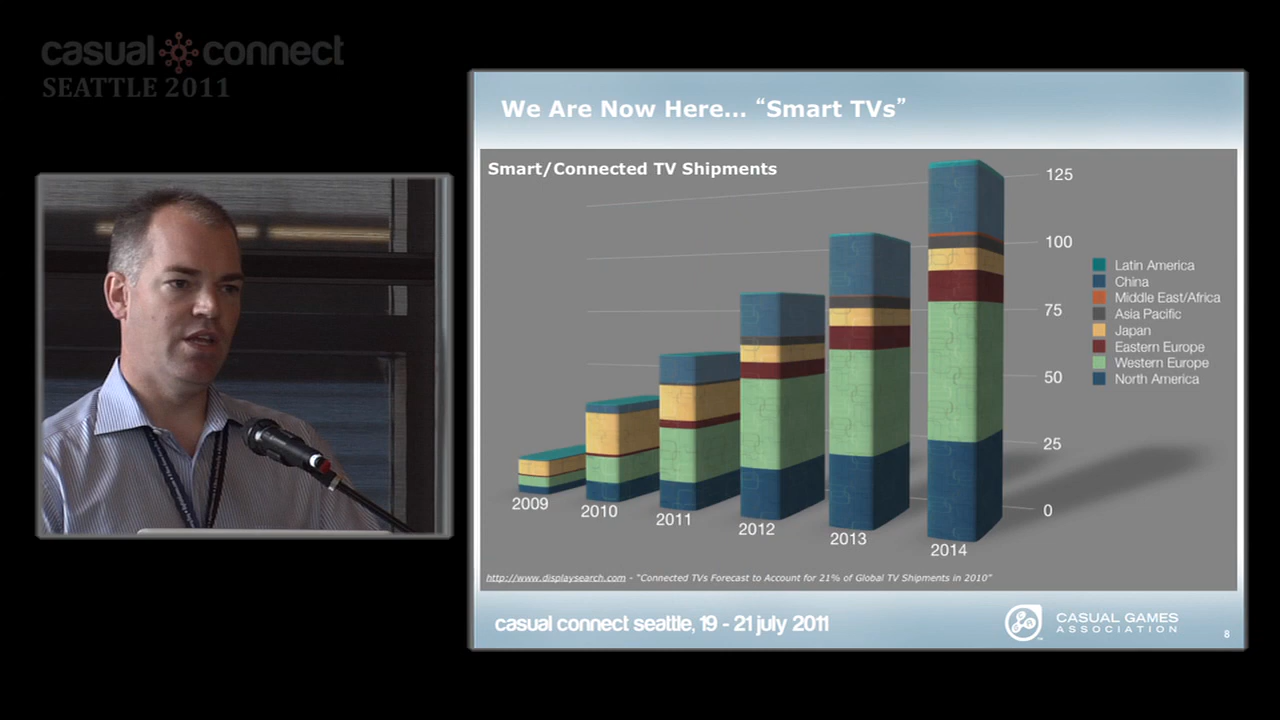 casual connect
SEATTLE 2011
We Are Now Here... “Smart TVs”
Smart/Connected TV Shipments
125
100
75
50
25
0
Latin America
China
Middle East/Africa
Asia Pacific
Japan
Eastern Europe
Western Europe
North America
2009
2010
2011
2012
2013
2014
http://www.displaysearch.com - “Connected TVs Forecast to Account for 21% of Global TV Shipments in 2010”
casual connect seattle, 19 - 21 july 2011
CASUAL GAMES
ASSOCIATION
8